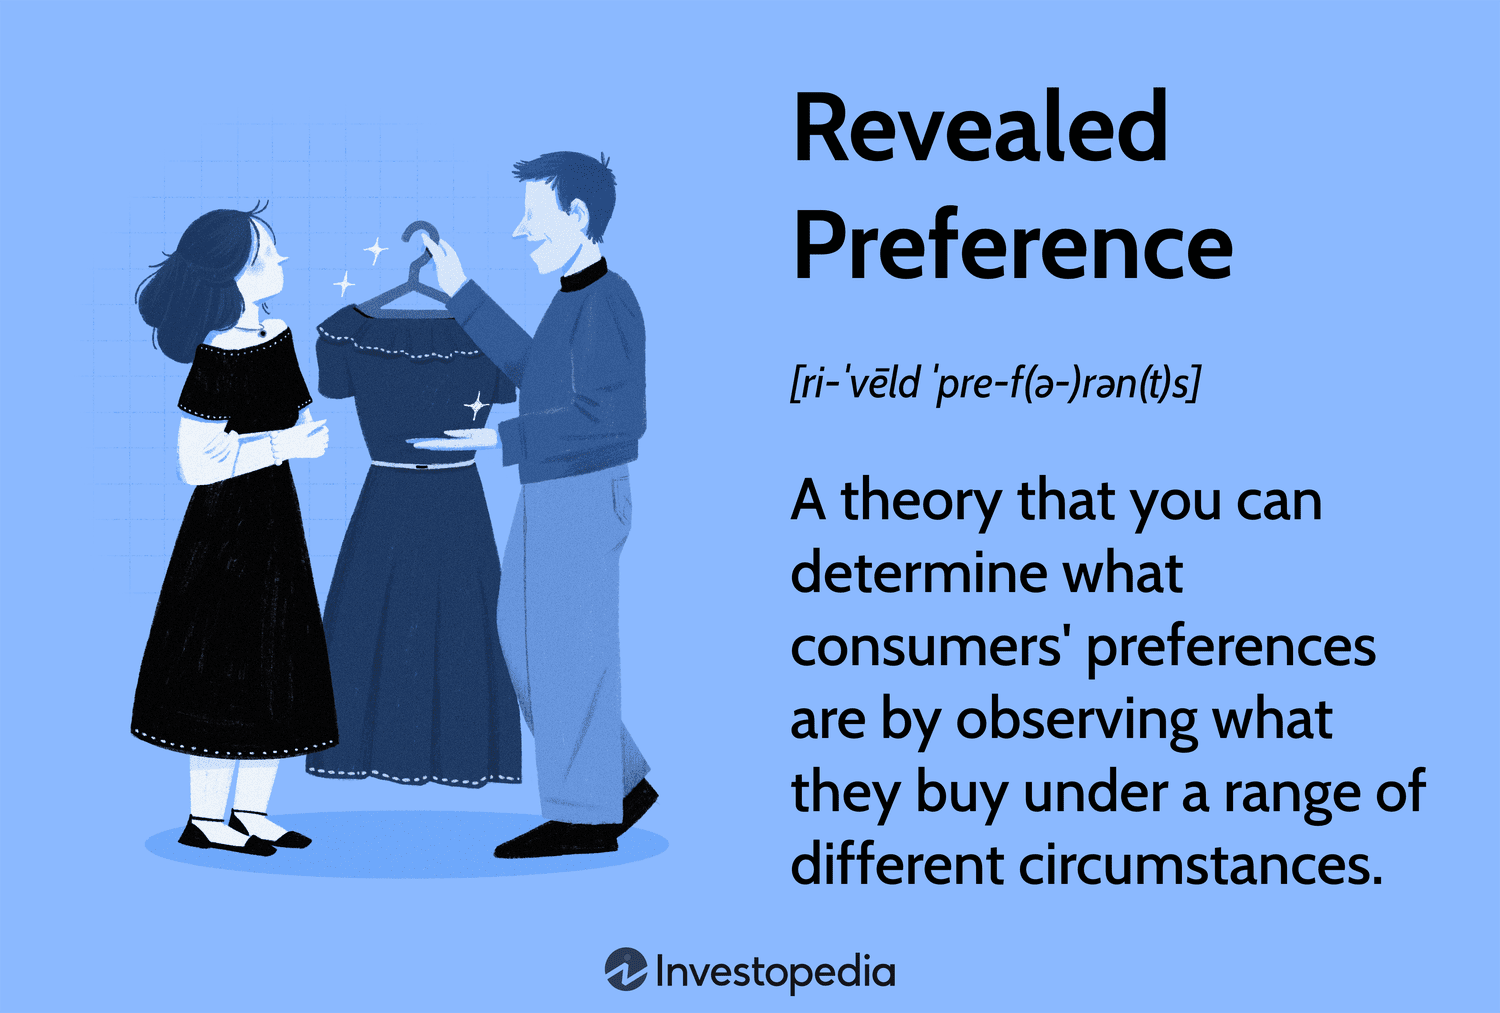 Revealed
Preference
[ri-ˈvēld ˈpre-f(ə-)rən(t)s]
A theory that you can
determine what
consumers' preferences
are by observing what
they buy under a range of
different circumstances.
Investopedia